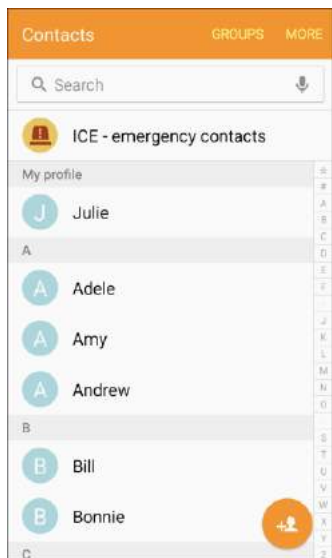 Contacts GROUPS MORE
Search
ICE - emergency contacts
My profile
J Julie
A
A Adele
A Amy
A Andrew
B
B Bill
B Bonnie
C
#
A
B
C
D
E
F
J
K
L
M
N
O
S
T
U
V
W
X
Y
Z